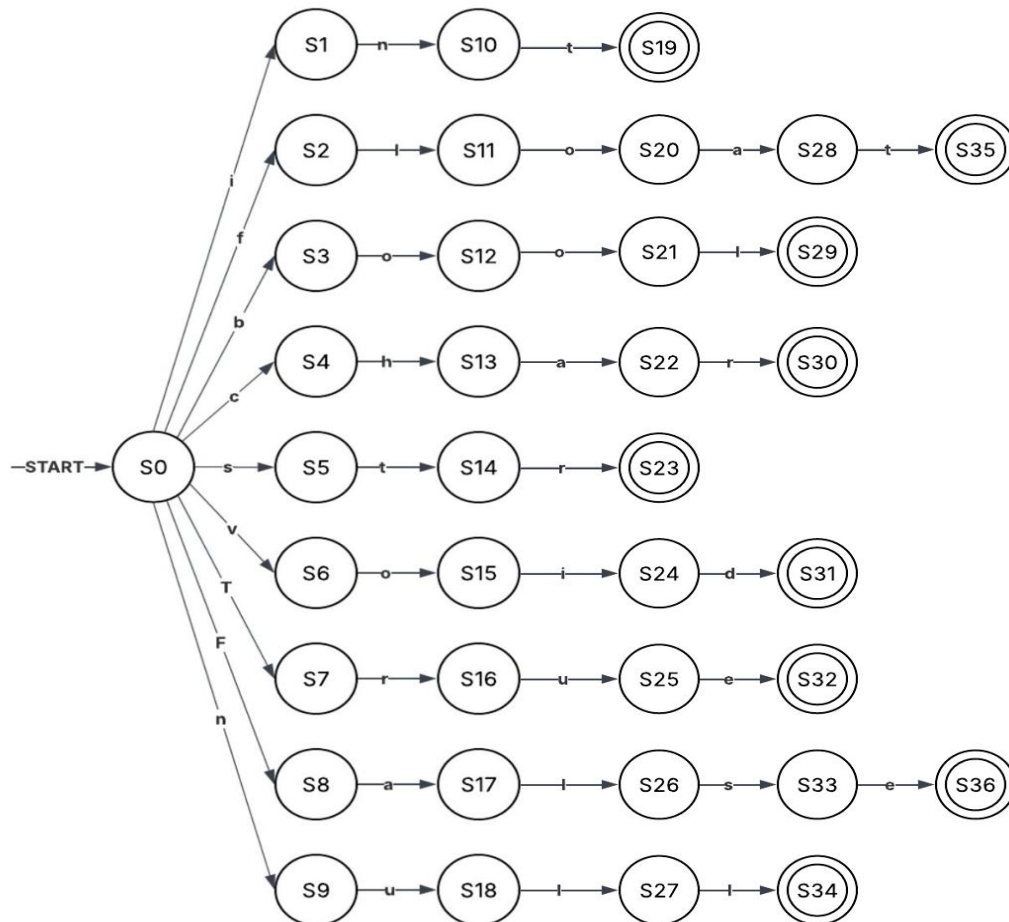 S1 n S10 t S19
S2 l S11 o S20 a S28 t S35
i
f
S3 o S12 o S21 l S29
b
S4 h S13 a S22 r S30
c
START S0 s S5 t S14 r S23
v
S6 o S15 i S24 d S31
T
F
S7 r S16 u S25 e S32
n
S8 a S17 l S26 s S33 e S36
S9 u S18 l S27 l S34